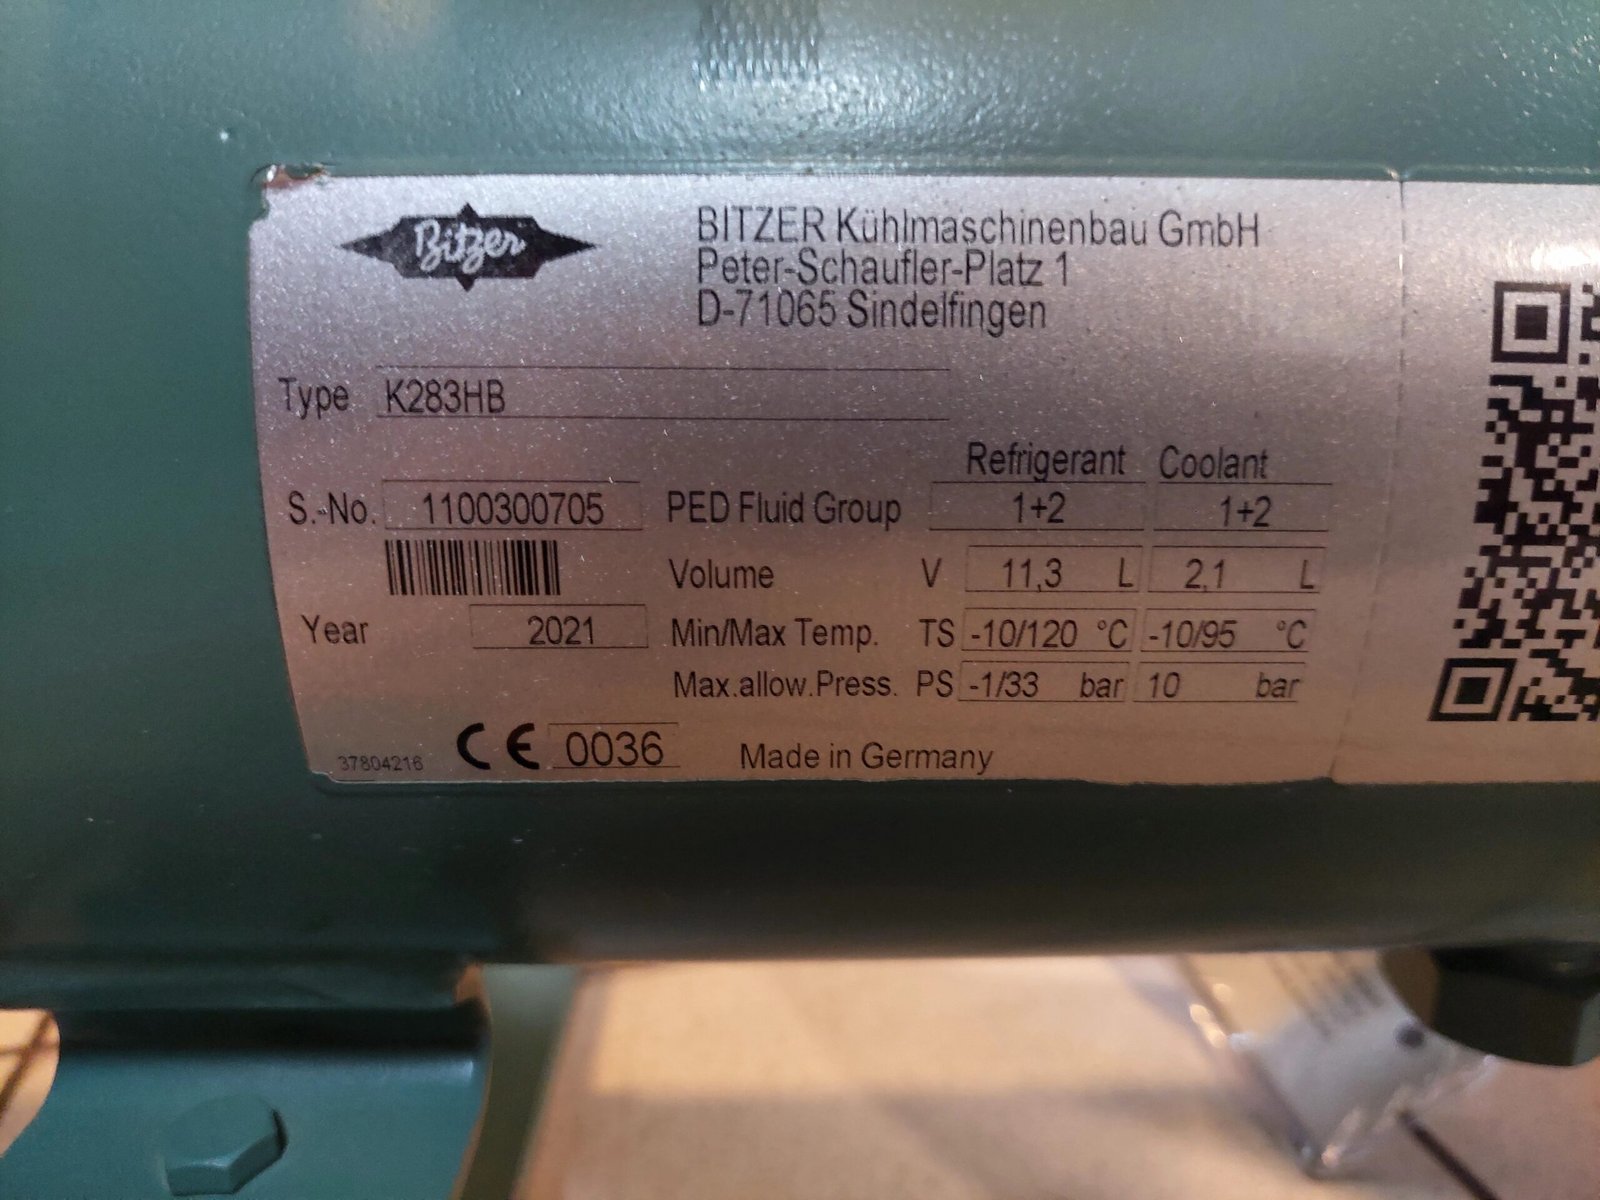 Bitzer
BITZER Kühlmaschinenbau GmbH
Peter-Schaufler-Platz 1
D-71065 Sindelfingen
Type K283HB
Refrigerant Coolant
S.-No. 1100300705 PED Fluid Group 1+2 1+2
Volume V 11,3 L 2,1 L
Year 2021 Min/Max Temp. TS -10/120 °C -10/95 °C
Max.allow.Press. PS -1/33 bar 10 bar
37804216 CE 0036 Made in Germany